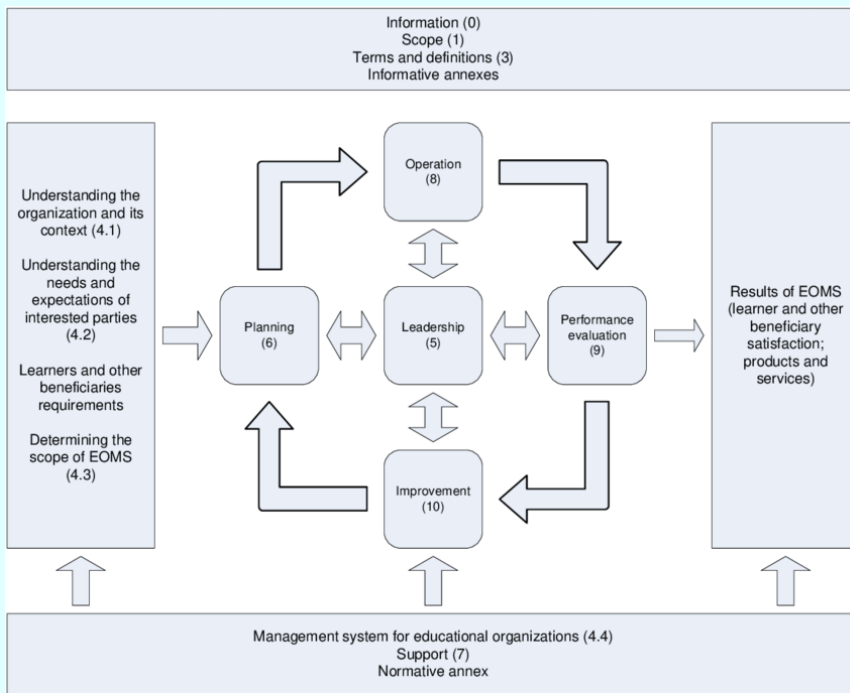 Information (0)
Scope (1)
Terms and definitions (3)
Informative annexes
Understanding the
organization and its
context (4.1)
Understanding the
needs and
expectations of
interested parties
(4.2)
Learners and other
beneficiaries
requirements
Determining the
scope of EOMS
(4.3)
Operation
(8)
Planning
(6)
Leadership
(5)
Performance
evaluation
(9)
Improvement
(10)
Results of EOMS
(learner and other
beneficiary
satisfaction;
products and
services)
Management system for educational organizations (4.4)
Support (7)
Normative annex